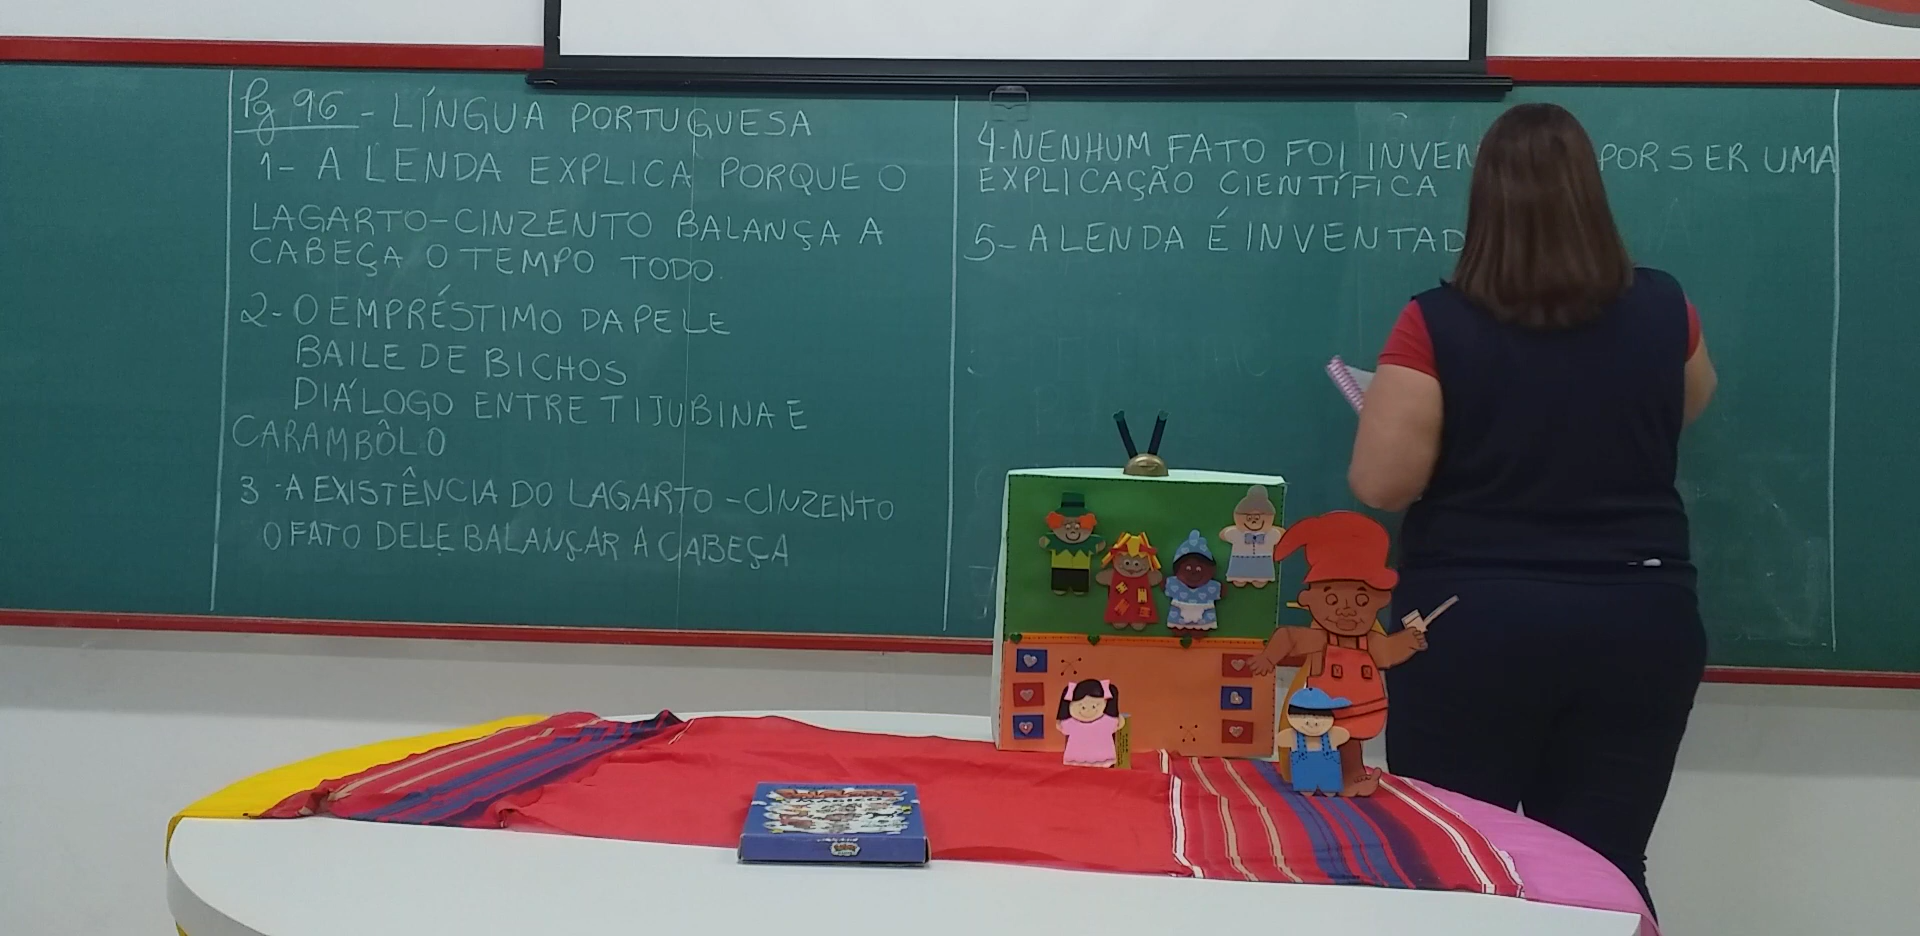 Pg 96 - LÍNGUA PORTUGUESA
1- A LENDA EXPLICA PORQUE O
LAGARTO-CINZENTO BALANÇA A
CABEÇA O TEMPO TODO.
2- O EMPRÉSTIMO DA PELE
BAILE DE BICHOS
DIÁLOGO ENTRE TIJUBINA E
CARAMBÔLO
3 - A EXISTÊNCIA DO LAGARTO-CINZENTO
O FATO DELE BALANÇAR A CABEÇA
4- NENHUM FATO FOI POR SER UMA
EXPLICAÇÃO CIENTÍFICA
5- A LENDA É
MÁGICO